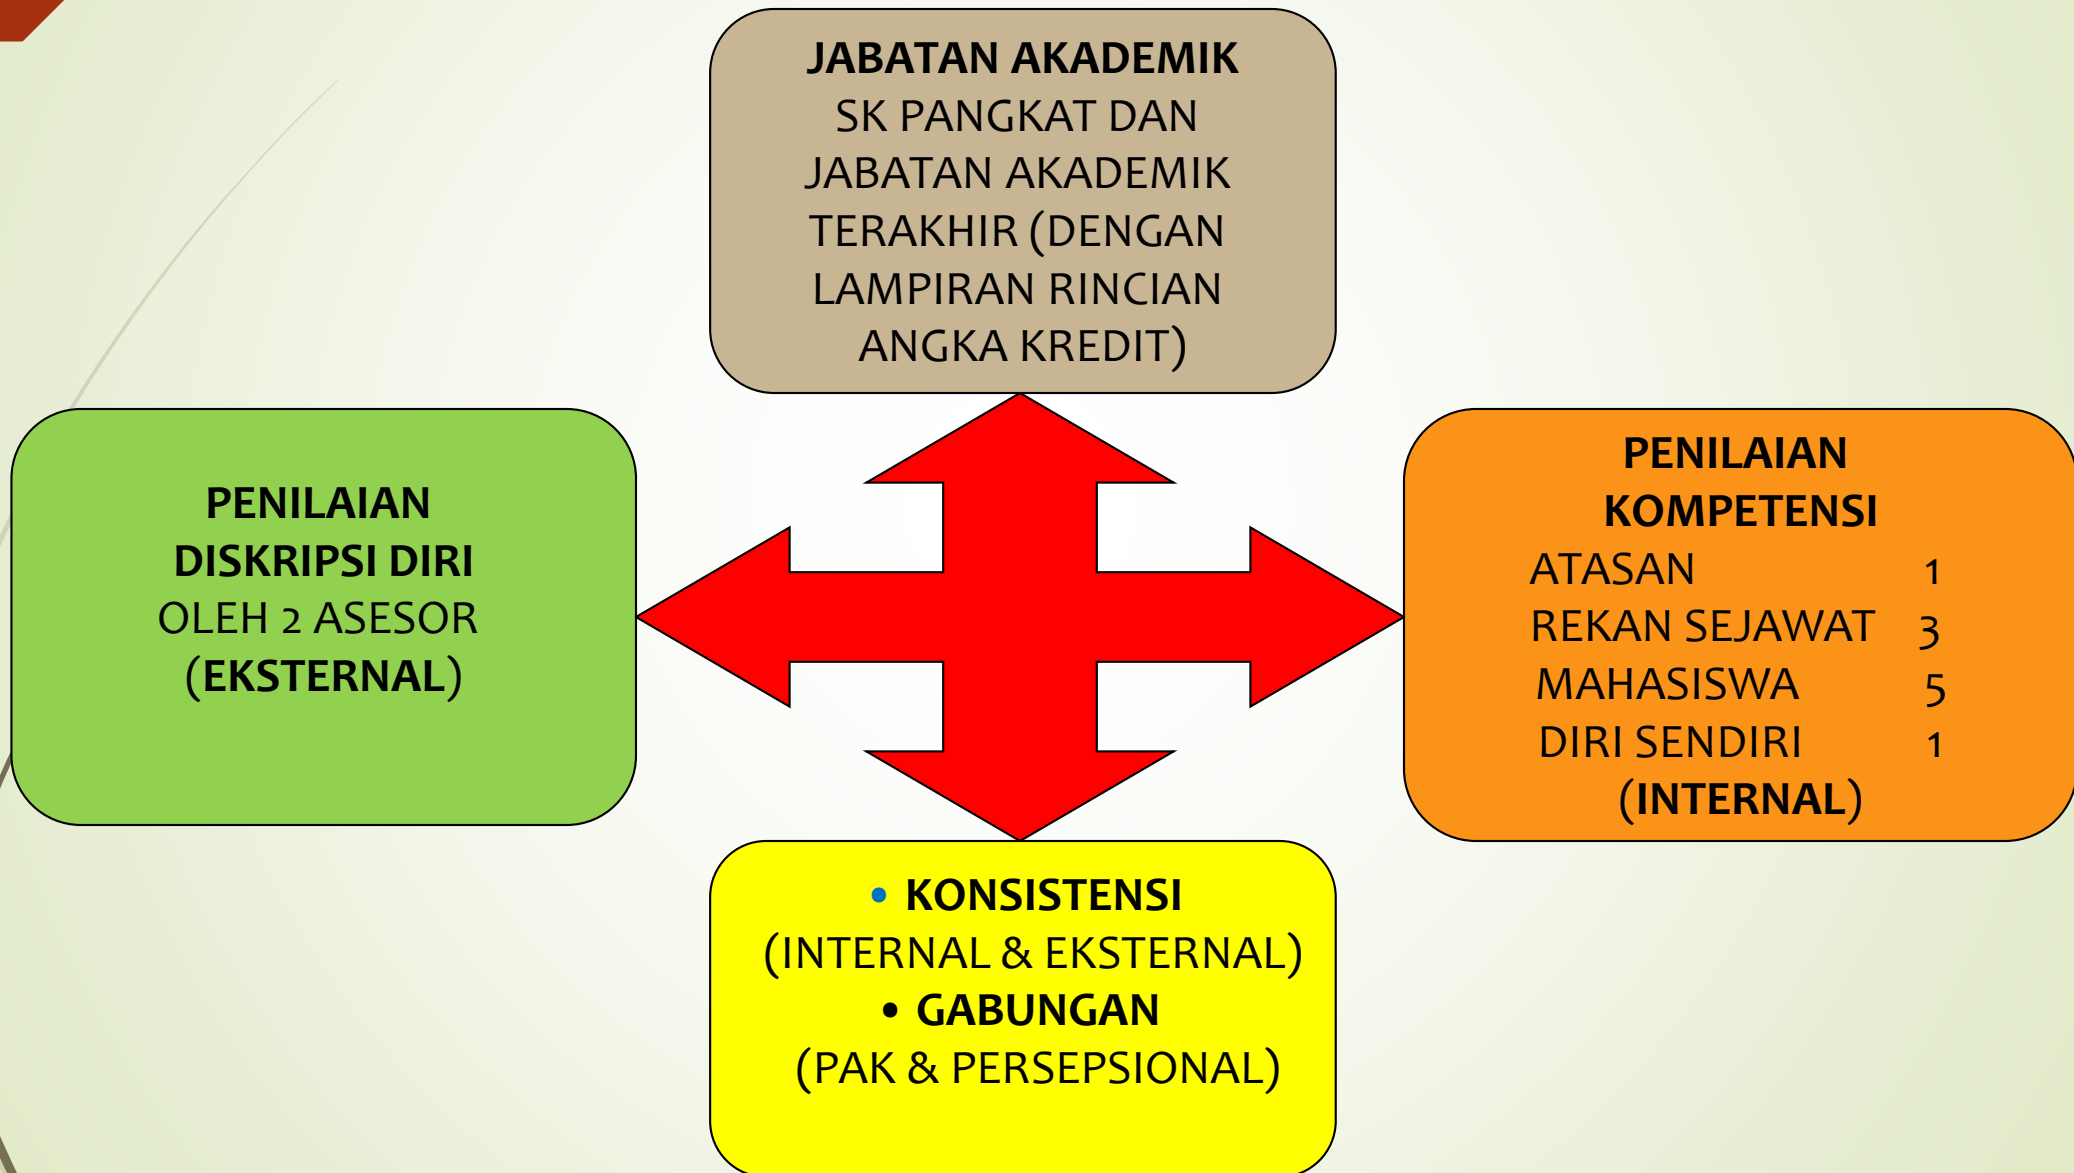 JABATAN AKADEMIK
SK PANGKAT DAN
JABATAN AKADEMIK
TERAKHIR (DENGAN
LAMPIRAN RINCIAN
ANGKA KREDIT)
PENILAIAN
DISKRIPSI DIRI
OLEH 2 ASESOR
(EKSTERNAL)
PENILAIAN
KOMPETENSI
ATASAN 1
REKAN SEJAWAT 3
MAHASISWA 5
DIRI SENDIRI 1
(INTERNAL)
• KONSISTENSI
(INTERNAL & EKSTERNAL)
• GABUNGAN
(PAK & PERSEPSIONAL)